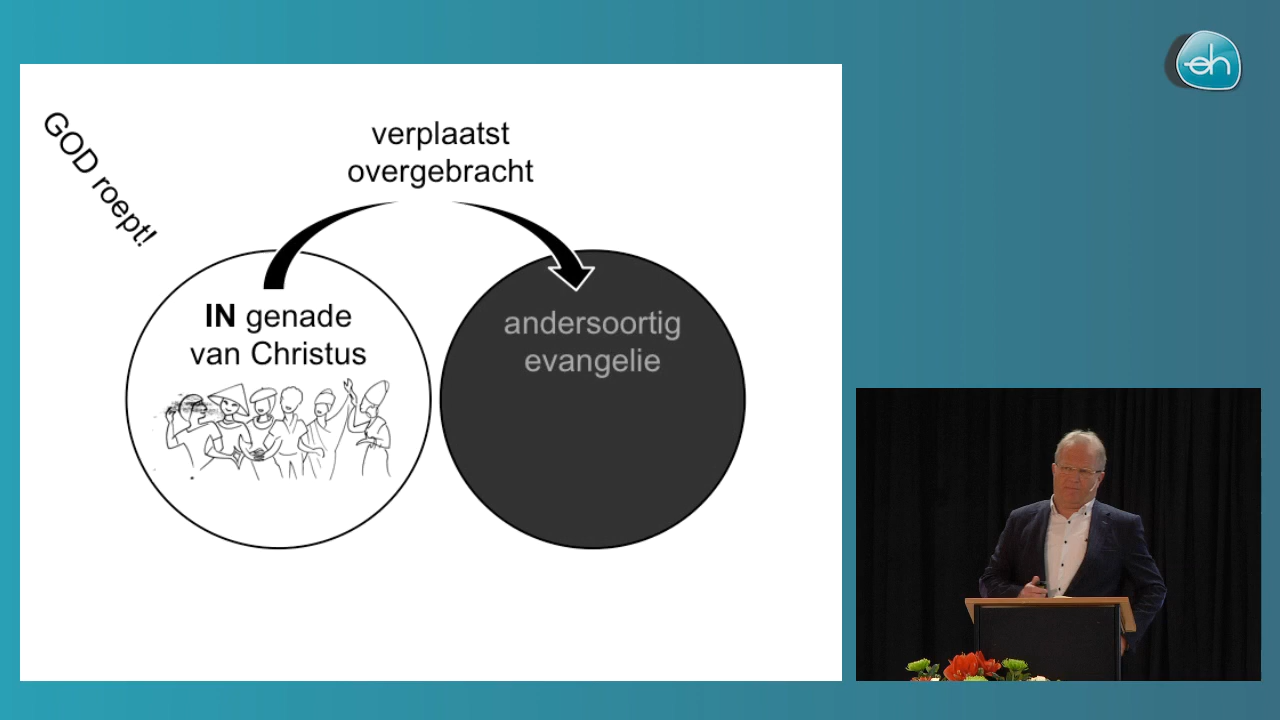 eh
GOD roept!
verplaatst
overgebracht
IN genade
van Christus
andersoortig
evangelie